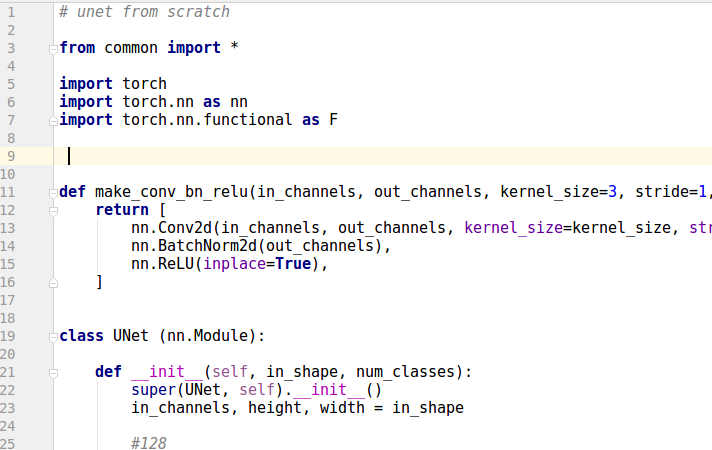 1 # unet from scratch
2
3 from common import *
4
5 import torch
6 import torch.nn as nn
7 import torch.nn.functional as F
8
9
10
11 def make_conv_bn_relu(in_channels, out_channels, kernel_size=3, stride=1,
12     return [
13         nn.Conv2d(in_channels, out_channels, kernel_size=kernel_size, str
14         nn.BatchNorm2d(out_channels),
15         nn.ReLU(inplace=True),
16     ]
17
18
19 class UNet (nn.Module):
20
21     def __init__(self, in_shape, num_classes):
22         super(UNet, self).__init__()
23         in_channels, height, width = in_shape
24
25         #128